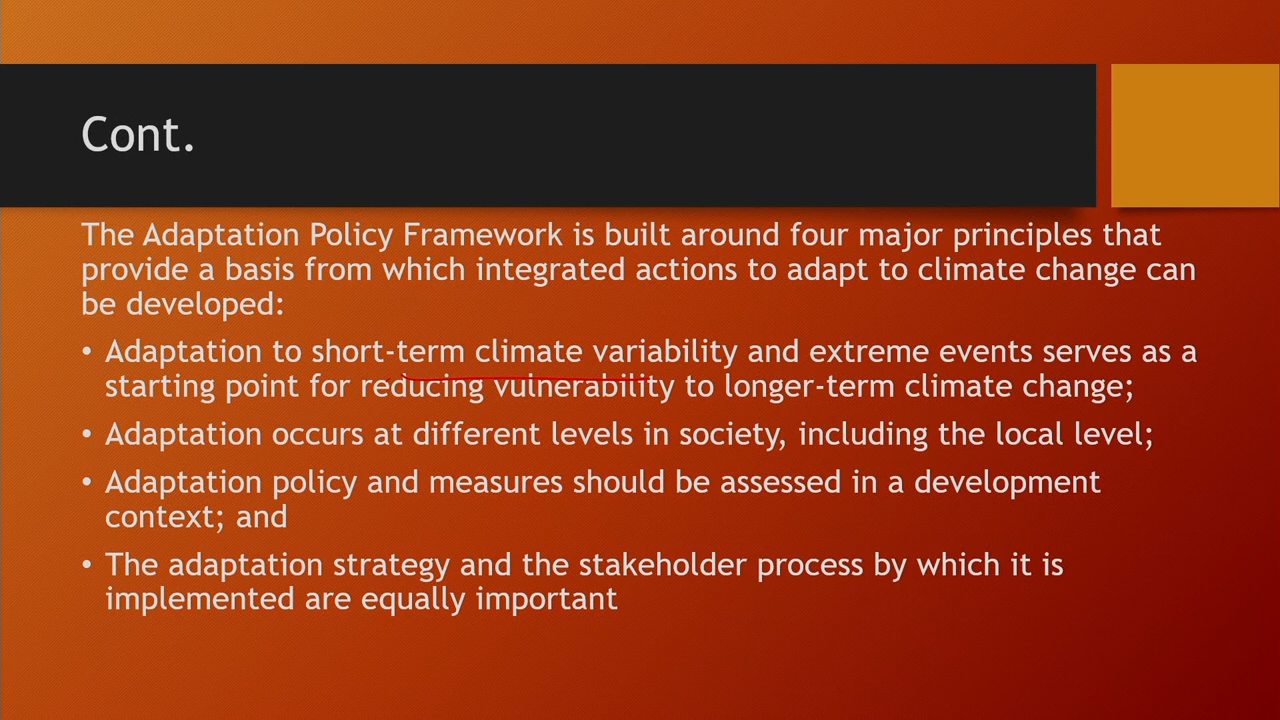 Cont.
The Adaptation Policy Framework is built around four major principles that
provide a basis from which integrated actions to adapt to climate change can
be developed:
• Adaptation to short-term climate variability and extreme events serves as a
starting point for reducing vulnerability to longer-term climate change;
• Adaptation occurs at different levels in society, including the local level;
• Adaptation policy and measures should be assessed in a development
context; and
• The adaptation strategy and the stakeholder process by which it is
implemented are equally important